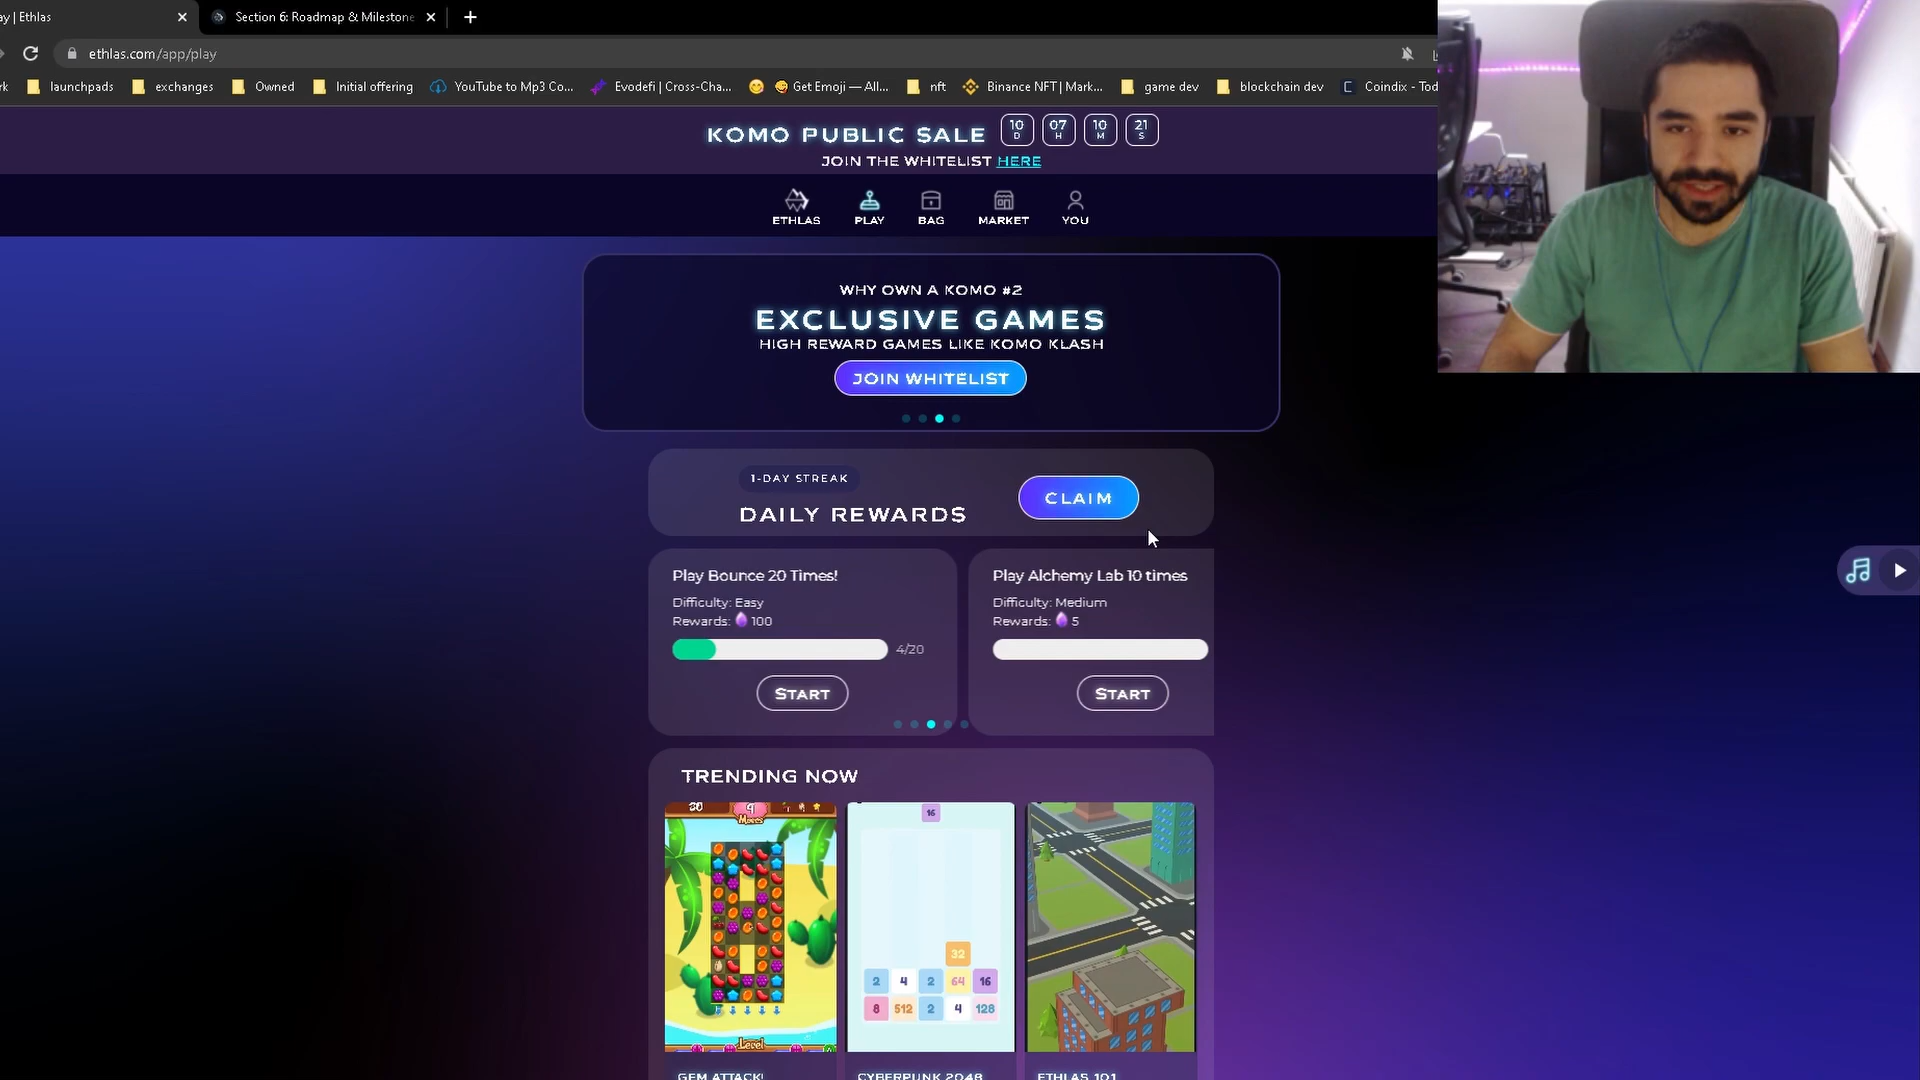 ay | Ethlas
Section 6: Roadmap & Milestone
ethlas.com/app/play
rk launchpads exchanges Owned Initial offering YouTube to Mp3 Co... Evodefi | Cross-Cha... Get Emoji — All... nft Binance NFT | Mark... game dev blockchain dev Coindix - Tod
KOMO PUBLIC SALE 10 D 07 H 10 M 21 S
JOIN THE WHITELIST HERE
ETHLAS PLAY BAG MARKET YOU
WHY OWN A KOMO #2
EXCLUSIVE GAMES
HIGH REWARD GAMES LIKE KOMO KLASH
JOIN WHITELIST
1-DAY STREAK
DAILY REWARDS
CLAIM
Play Bounce 20 Times!
Difficulty: Easy
Rewards: 100
4/20
START
Play Alchemy Lab 10 times
Difficulty: Medium
Rewards: 5
START
TRENDING NOW
9
Moves
Level
16
32
2 4 2 64 16
8 512 2 4 128
GEM ATTACK!
CYBERPUNK 2048
ETHLAS 101